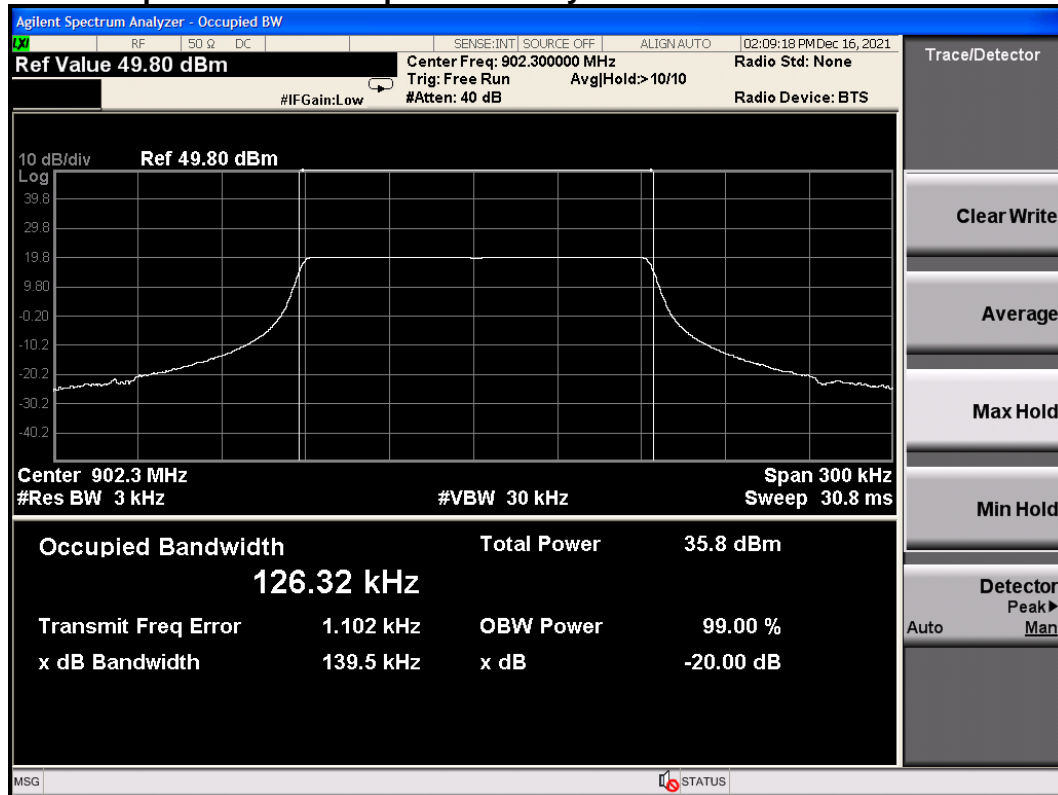 Agilent Spectrum Analyzer - Occupied BW
LXI RF 50 Ω DC SENSE:INT SOURCE OFF ALIGN AUTO 02:09:18 PM Dec 16, 2021
Ref Value 49.80 dBm Center Freq: 902.300000 MHz Radio Std: None
Trig: Free Run Avg|Hold:> 10/10
#IFGain:Low #Atten: 40 dB Radio Device: BTS
Trace/Detector
10 dB/div Ref 49.80 dBm
Log
39.8
29.8
19.8
9.80
-0.20
-10.2
-20.2
-30.2
-40.2
Center 902.3 MHz Span 300 kHz
#Res BW 3 kHz #VBW 30 kHz Sweep 30.8 ms
Occupied Bandwidth Total Power 35.8 dBm
126.32 kHz
Transmit Freq Error 1.102 kHz OBW Power 99.00 %
x dB Bandwidth 139.5 kHz x dB -20.00 dB
Clear Write
Average
Max Hold
Min Hold
Detector
Peak▶
Auto Man
MSG STATUS